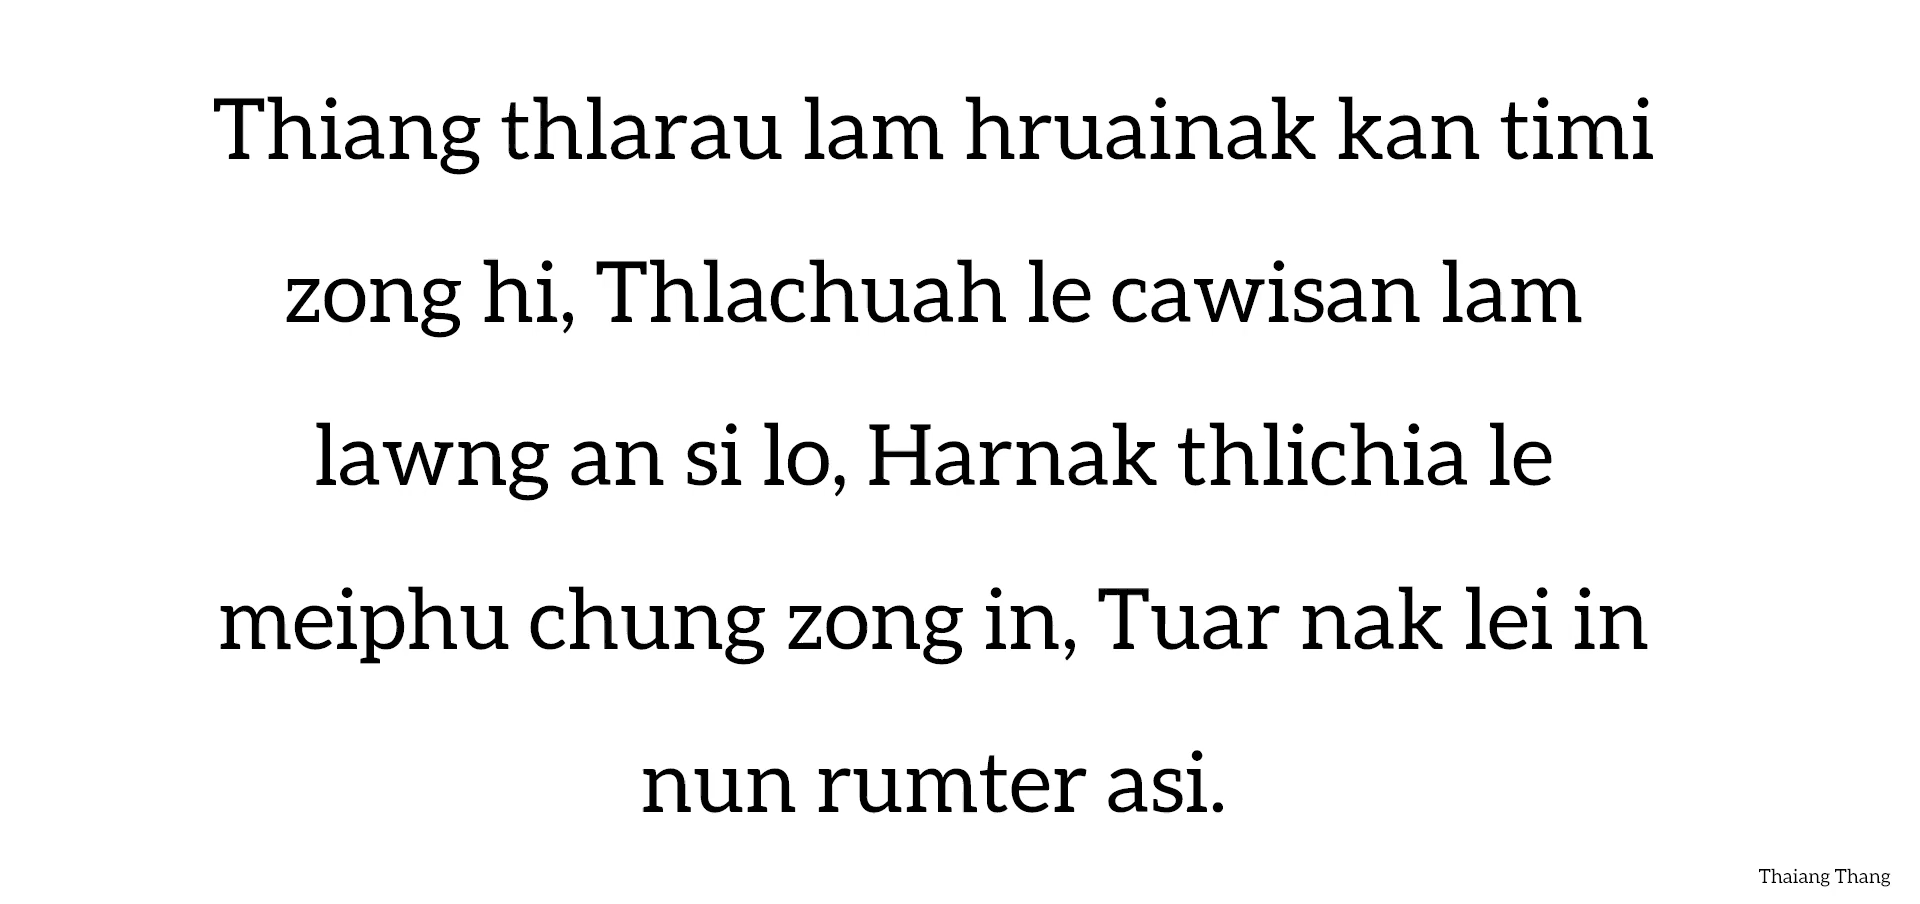 Thiang thlarau lam hruainak kan timi
zong hi, Thlachuah le cawisan lam
lawng an si lo, Harnak thlichia le
meiphu chung zong in, Tuar nak lei in
nun rumter asi.
Thaiang Thang